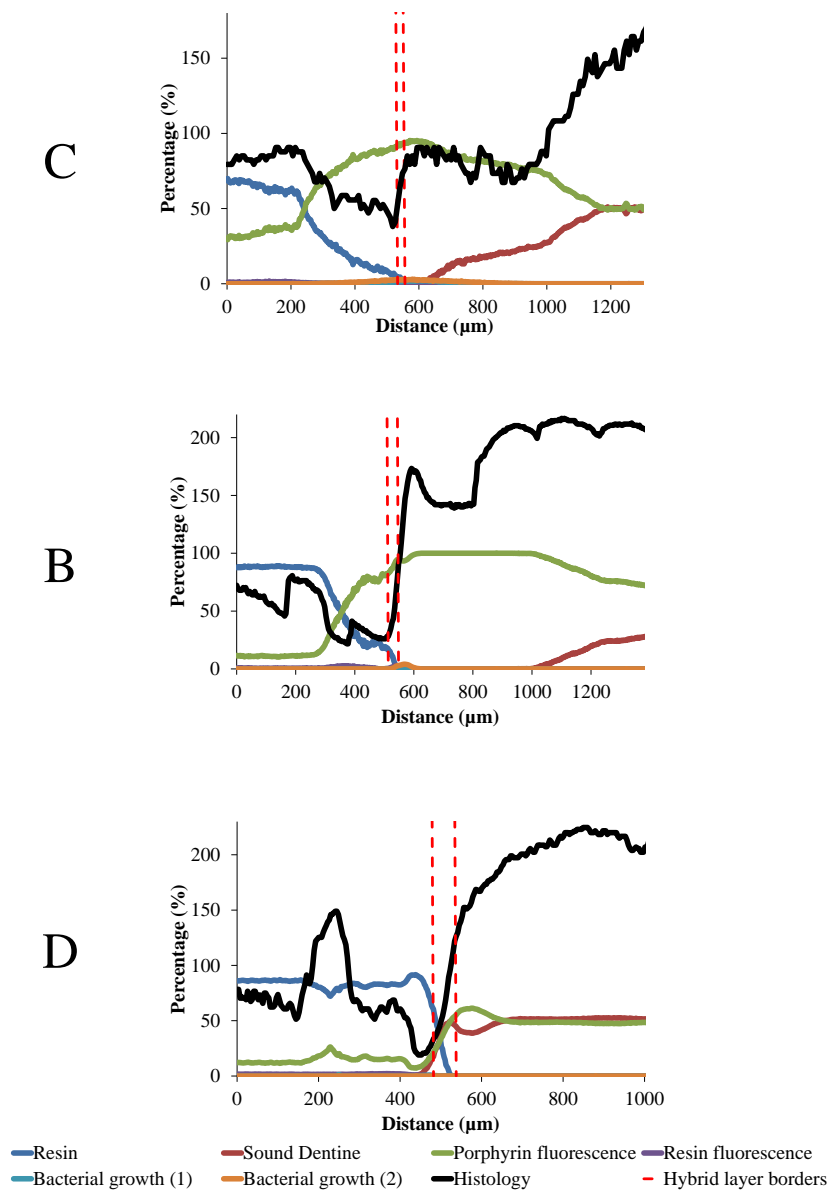 C
Percentage (%)
150
100
50
0
0 200 400 600 800 1000 1200
Distance (µm)
B
Percentage (%)
200
150
100
50
0
0 200 400 600 800 1000 1200
Distance (µm)
D
Percentage (%)
200
150
100
50
0
0 200 400 600 800 1000
Distance (µm)
Resin Sound Dentine Porphyrin fluorescence Resin fluorescence
Bacterial growth (1) Bacterial growth (2) Histology Hybrid layer borders